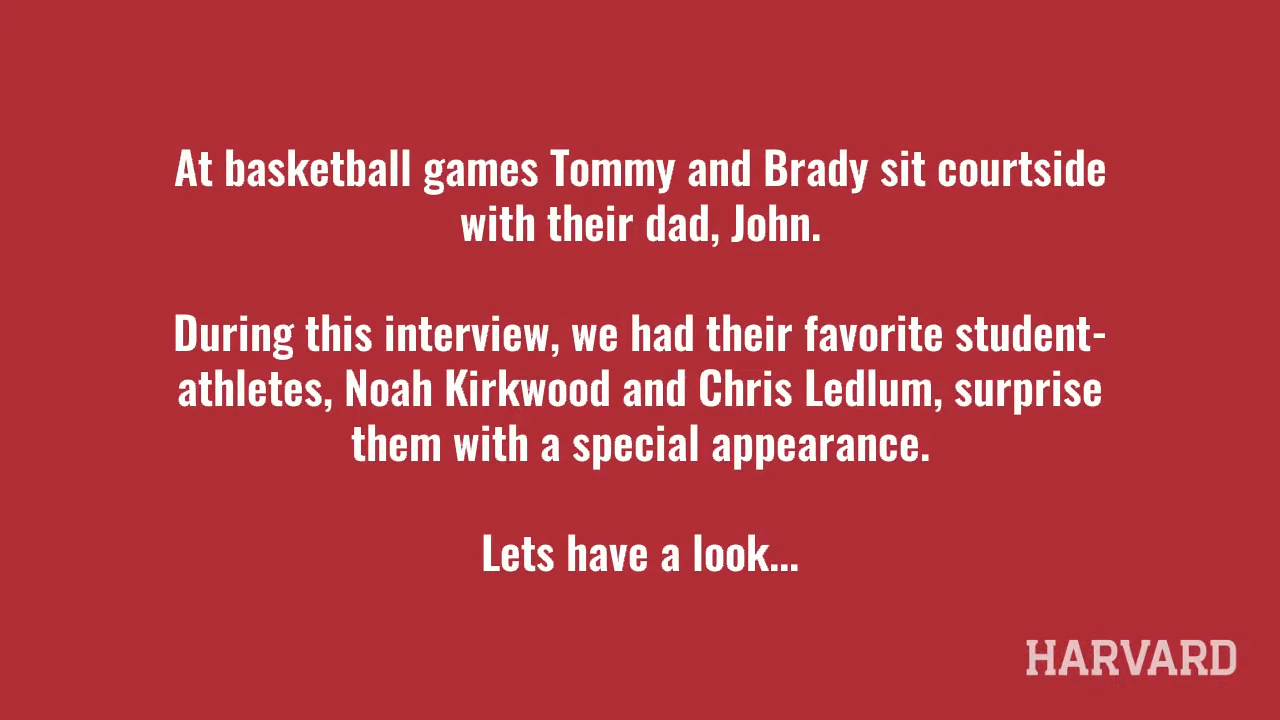 At basketball games Tommy and Brady sit courtside
with their dad, John.
During this interview, we had their favorite student-
athletes, Noah Kirkwood and Chris Ledlum, surprise
them with a special appearance.
Lets have a look...
HARVARD